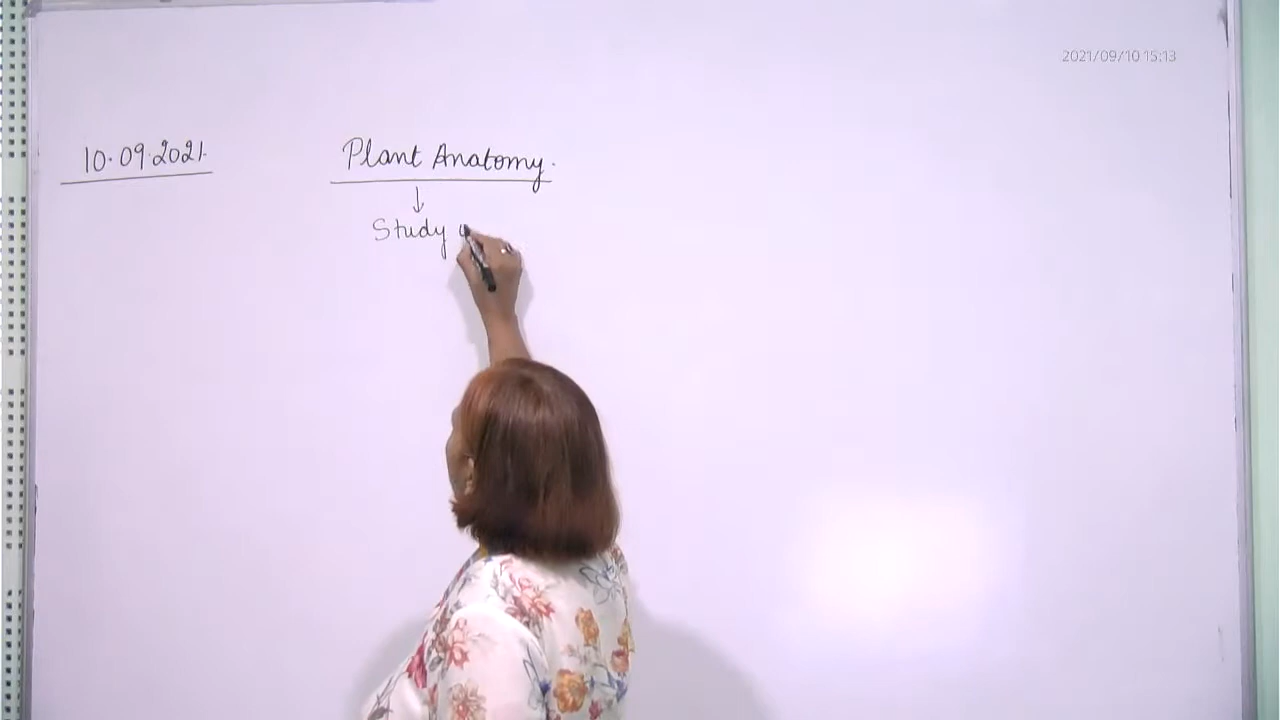 2021/09/10 15:13
10.09.2021.
Plant Anatomy.
↓
Study